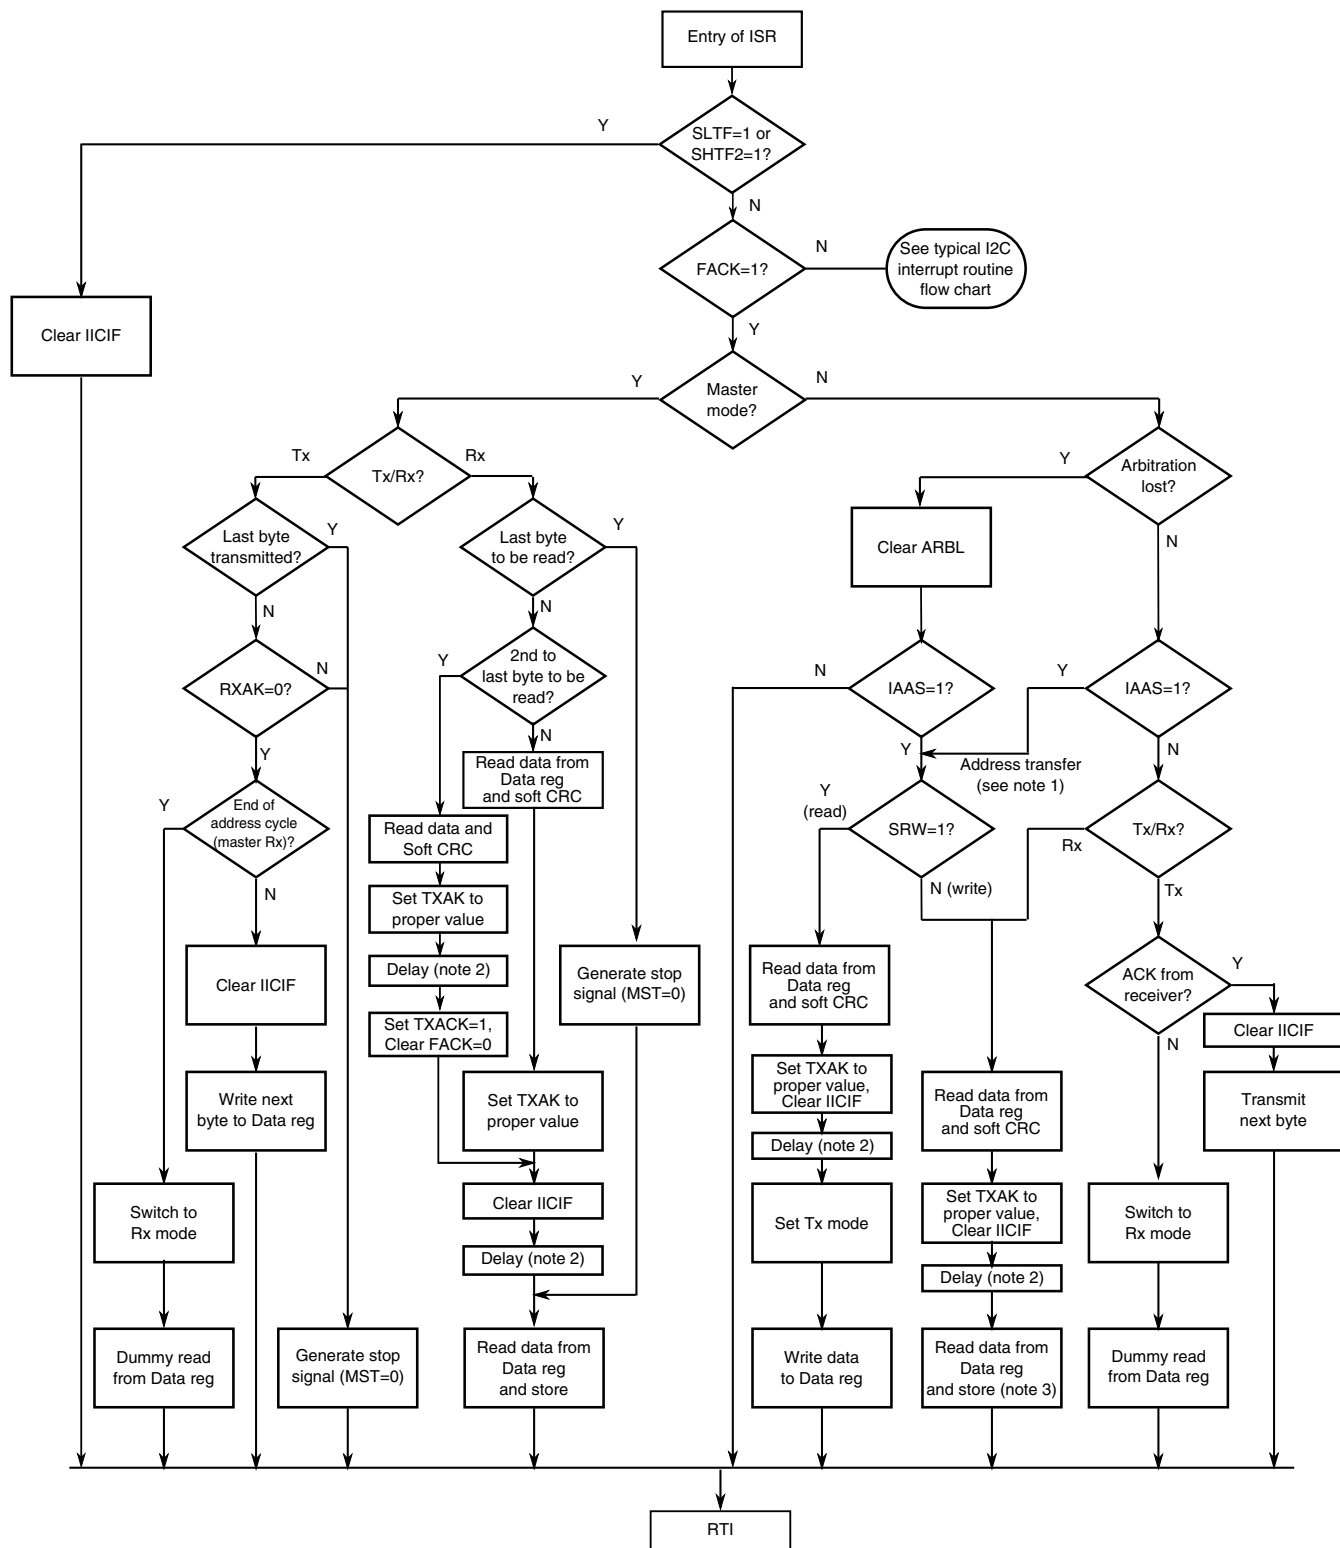 Entry of ISR
SLTF=1 or
SHTF2=1?
Y
N
FACK=1?
N
See typical I2C
interrupt routine
flow chart
Y
Clear IICIF
Master
mode?
Y
N
Tx/Rx?
Tx
Rx
Arbitration
lost?
Y
N
Last byte
transmitted?
Y
N
Last byte
to be read?
Y
N
Clear ARBL
RXAK=0?
N
Y
2nd to
last byte to be
read?
Y
N
IAAS=1?
N
Y
IAAS=1?
Y
N
Address transfer
(see note 1)
Read data from
Data reg
and soft CRC
End of
address cycle
(master Rx)?
Y
N
Read data and
Soft CRC
Set TXAK to
proper value
Delay (note 2)
Set TXACK=1,
Clear FACK=0
SRW=1?
Y
(read)
N (write)
Tx/Rx?
Rx
Tx
Clear IICIF
Generate stop
signal (MST=0)
Read data from
Data reg
and soft CRC
ACK from
receiver?
Y
N
Clear IICIF
Write next
byte to Data reg
Set TXAK to
proper value
Set TXAK to
proper value,
Clear IICIF
Delay (note 2)
Read data from
Data reg
and soft CRC
Transmit
next byte
Switch to
Rx mode
Clear IICIF
Delay (note 2)
Set Tx mode
Set TXAK to
proper value,
Clear IICIF
Delay (note 2)
Switch to
Rx mode
Dummy read
from Data reg
Generate stop
signal (MST=0)
Read data from
Data reg
and store
Write data
to Data reg
Read data from
Data reg
and store (note 3)
Dummy read
from Data reg
RTI